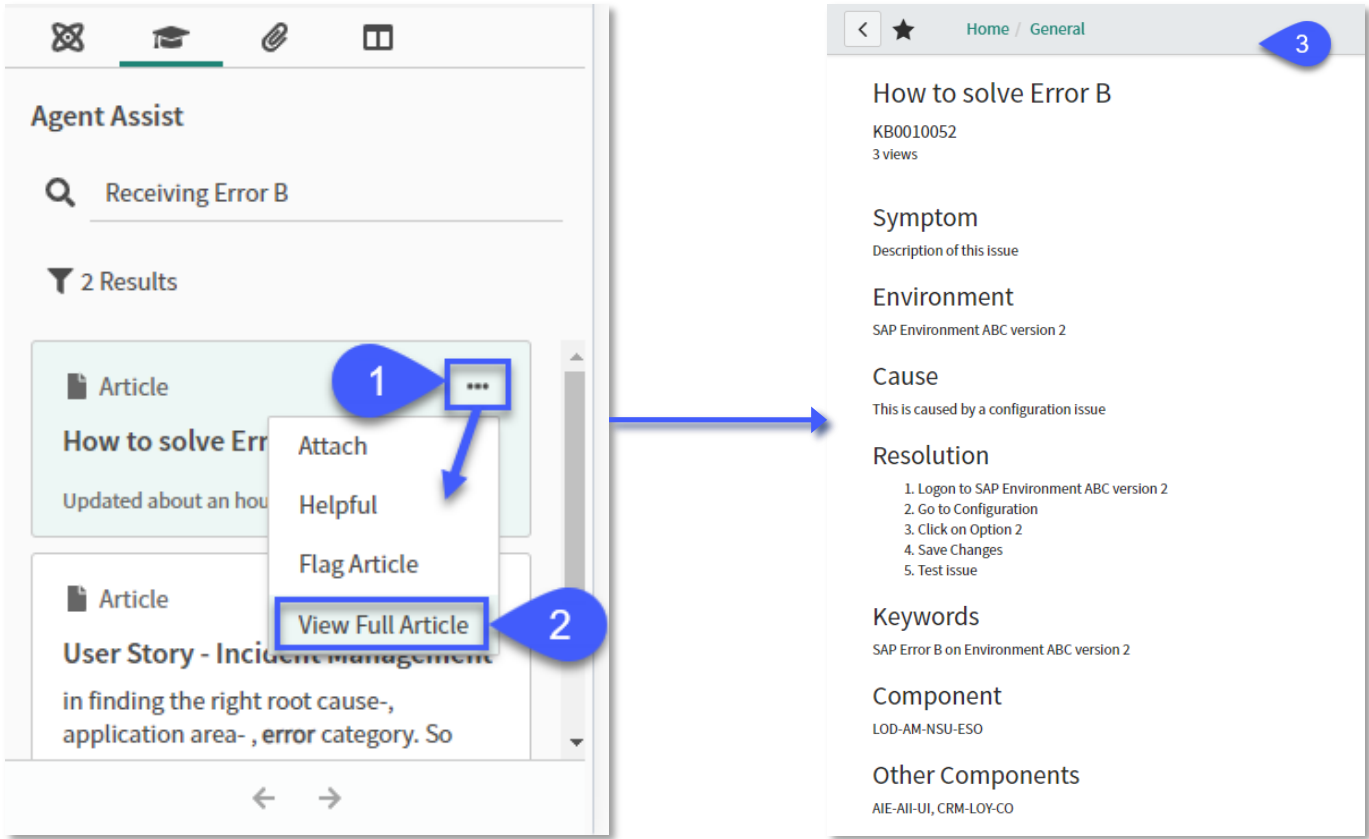 Agent Assist
Receiving Error B
2 Results
Article
1
•••
How to solve Err
Updated about an hou
Attach
Helpful
Flag Article
View Full Article
2
Article
User Story - Incident Management
in finding the right root cause-,
application area- , error category. So
Home / General
3
How to solve Error B
KB0010052
3 views
Symptom
Description of this issue
Environment
SAP Environment ABC version 2
Cause
This is caused by a configuration issue
Resolution
1. Logon to SAP Environment ABC version 2
2. Go to Configuration
3. Click on Option 2
4. Save Changes
5. Test issue
Keywords
SAP Error B on Environment ABC version 2
Component
LOD-AM-NSU-ESO
Other Components
AIE-AII-UI, CRM-LOY-CO